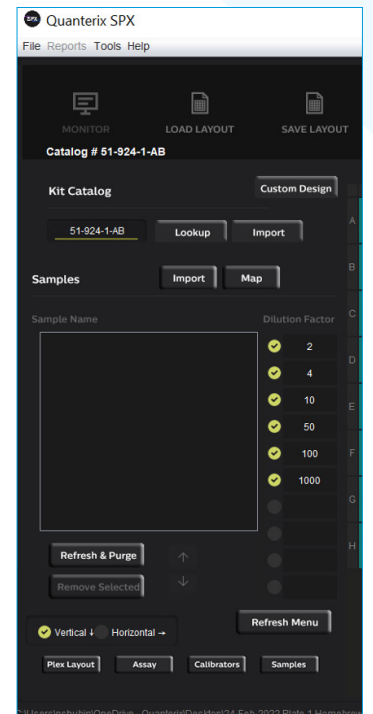 SPX Quanterix SPX
File Reports Tools Help
MONITOR LOAD LAYOUT SAVE LAYOUT
Catalog # 51-924-1-AB
Kit Catalog Custom Design
51-924-1-AB Lookup Import
A
B
Samples Import Map
Sample Name Dilution Factor
C
2
D
4
10
E
50
F
100
1000
G
H
Refresh & Purge ↑
Remove Selected ↓
Refresh Menu
Vertical ↓ Horizontal →
Plex Layout Assay Calibrators Samples